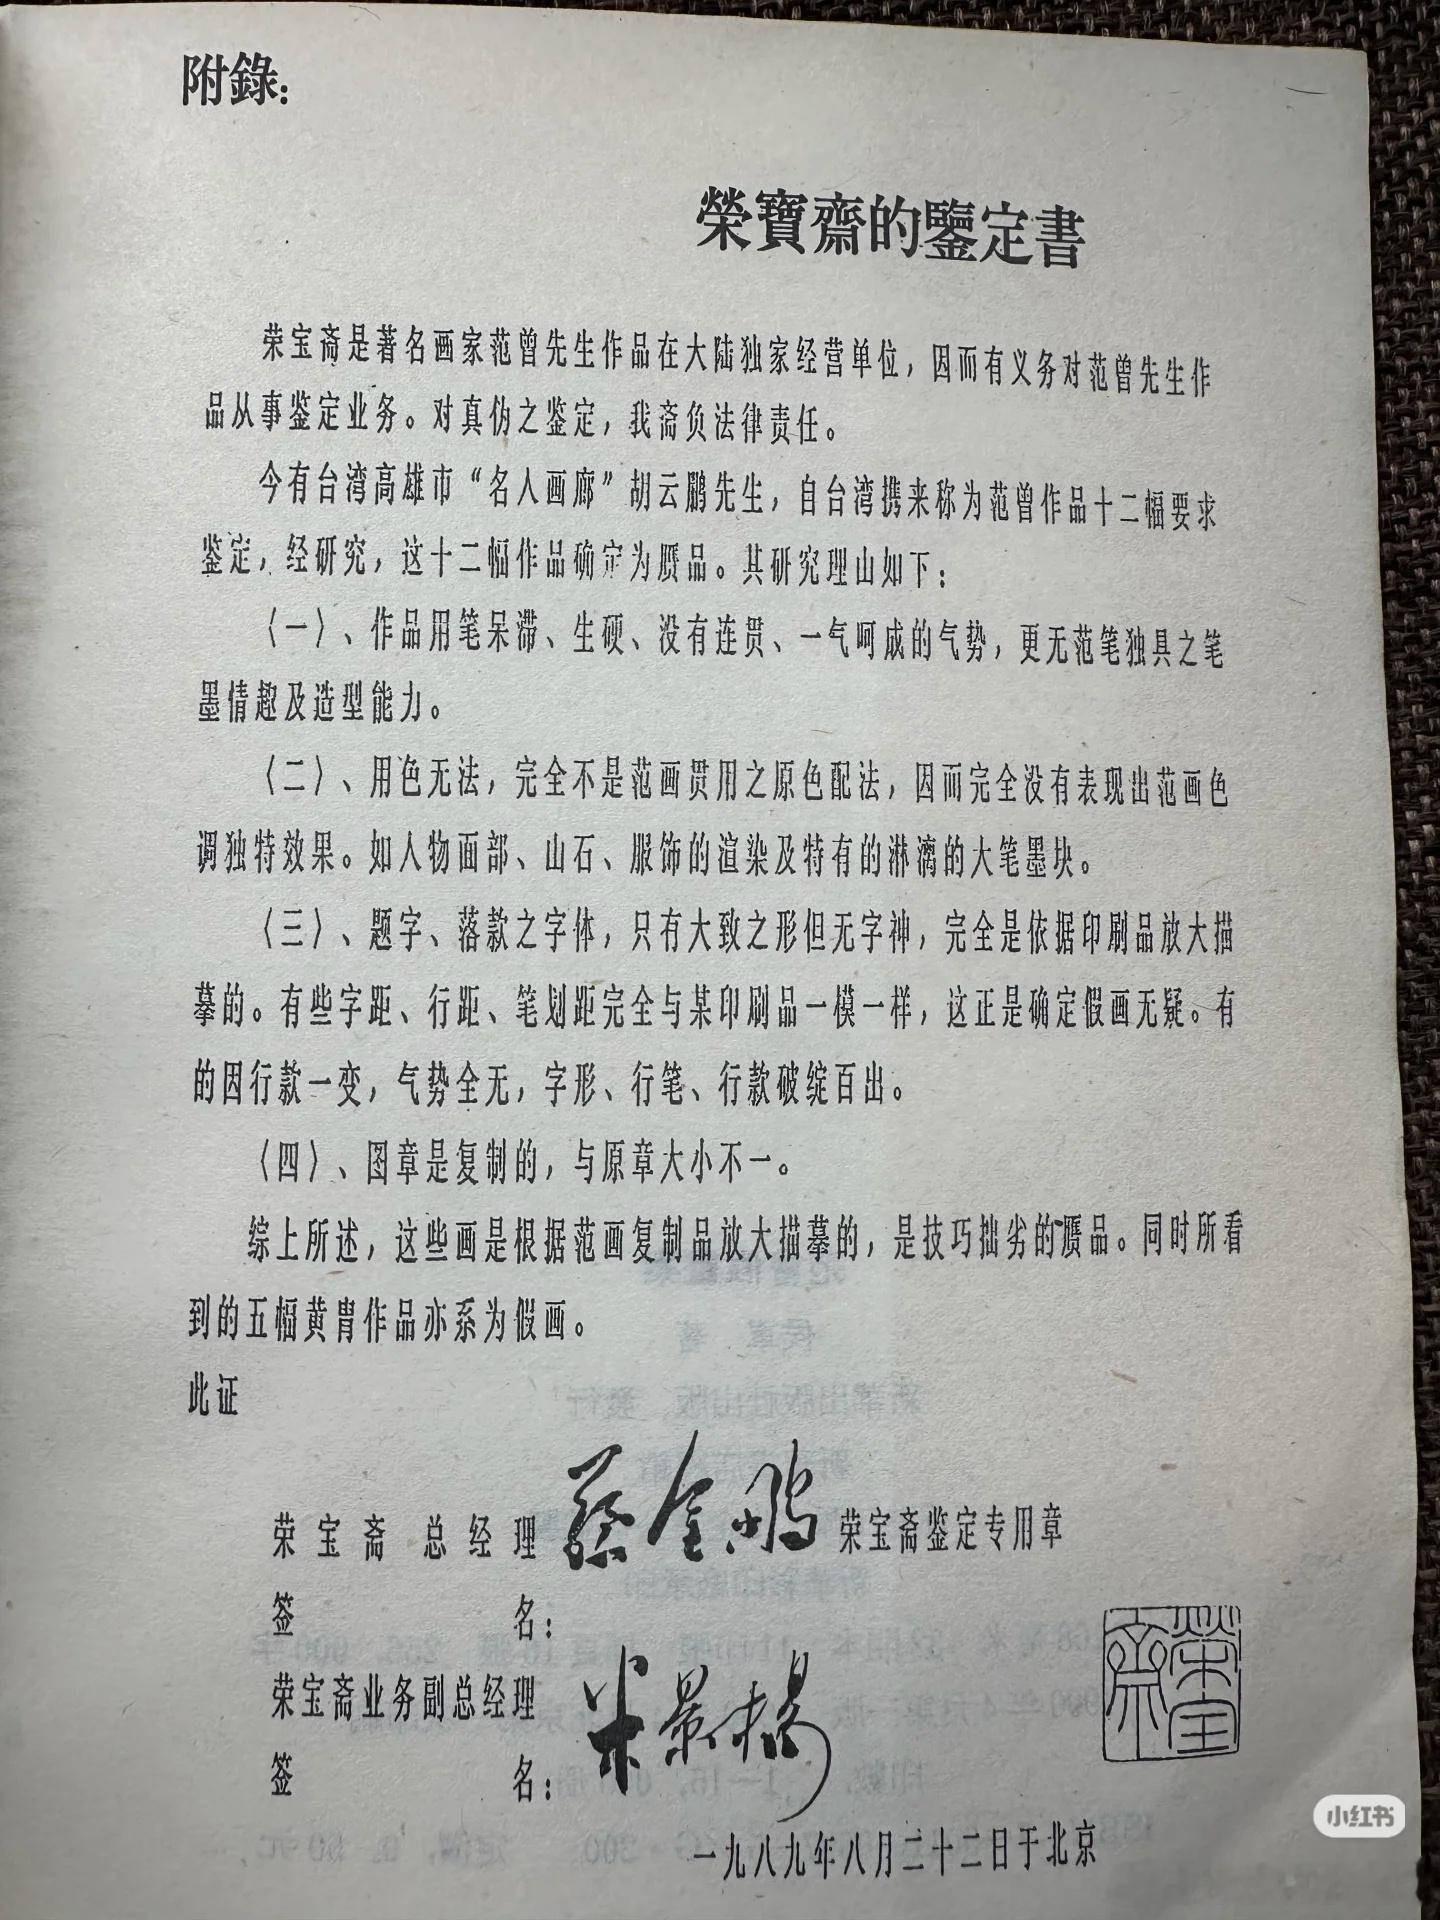 附錄：
榮寶齋的鑒定書
荣宝斋是著名画家范曾先生作品在大陆独家经营单位，因而有义务对范曾先生作
品从事鉴定业务。对真伪之鉴定，我斋负法律责任。
今有台湾高雄市“名人画廊”胡云鹏先生，自台湾携来称为范曾作品十二幅要求
鉴定，经研究，这十二幅作品确定为赝品。其研究理山如下：
〈一〉、作品用笔呆滞、生硬、没有连贯、一气呵成的气势，更无范笔独具之笔
墨情趣及造型能力。
〈二〉、用色无法，完全不是范画贯用之原色配法，因而完全没有表现出范画色
调独特效果。如人物面部、山石、服饰的渲染及特有的淋漓的大笔墨块。
〈三〉、题字、落款之字体，只有大致之形但无字神，完全是依据印刷品放大描
摹的。有些字距、行距、笔划距完全与某印刷品一模一样，这正是确定假画无疑。有
的因行款一变，气势全无，字形、行笔、行款破绽百出。
〈四〉、图章是复制的，与原章大小不一。
综上所述，这些画是根据范画复制品放大描摹的，是技巧拙劣的赝品。同时所看
到的五幅黄胄作品亦系为假画。
此证
荣宝斋总经理 蔡金鹏 荣宝斋鉴定专用章
签名：
荣宝斋业务副总经理 米景扬
签名：
榮宝齋
一九八九年八月二十二日于北京
小红书